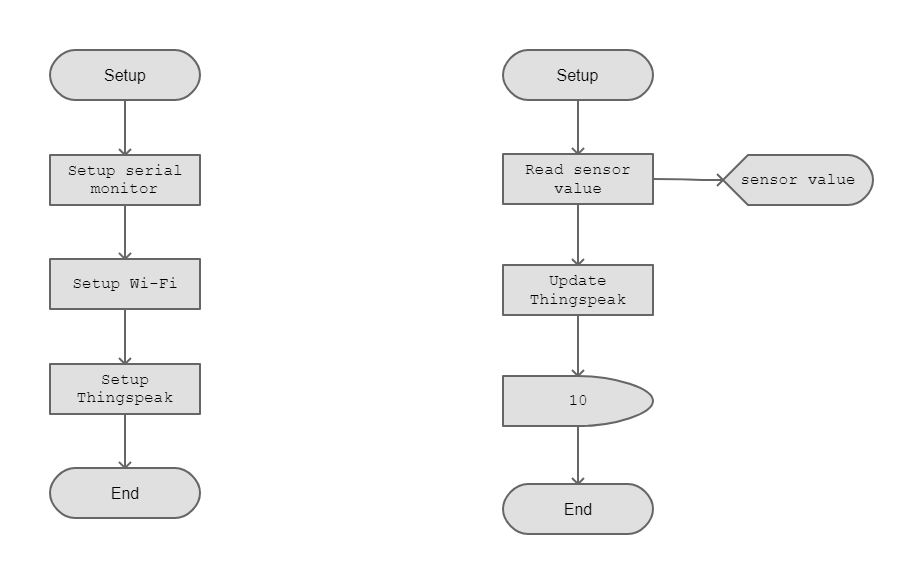 Setup
Setup serial
monitor
Setup Wi-Fi
Setup
Thingspeak
End
Setup
Read sensor
value
sensor value
Update
Thingspeak
10
End